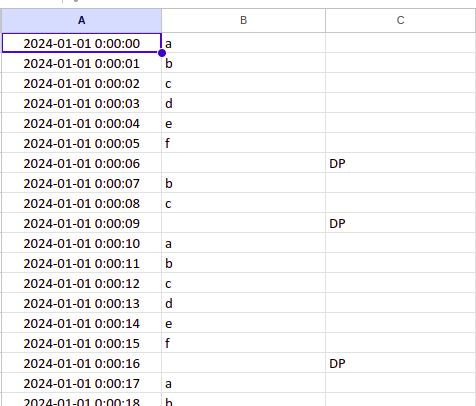 A B C
2024-01-01 0:00:00 a
2024-01-01 0:00:01 b
2024-01-01 0:00:02 c
2024-01-01 0:00:03 d
2024-01-01 0:00:04 e
2024-01-01 0:00:05 f
2024-01-01 0:00:06 DP
2024-01-01 0:00:07 b
2024-01-01 0:00:08 c
2024-01-01 0:00:09 DP
2024-01-01 0:00:10 a
2024-01-01 0:00:11 b
2024-01-01 0:00:12 c
2024-01-01 0:00:13 d
2024-01-01 0:00:14 e
2024-01-01 0:00:15 f
2024-01-01 0:00:16 DP
2024-01-01 0:00:17 a
2024-01-01 0:00:18 b